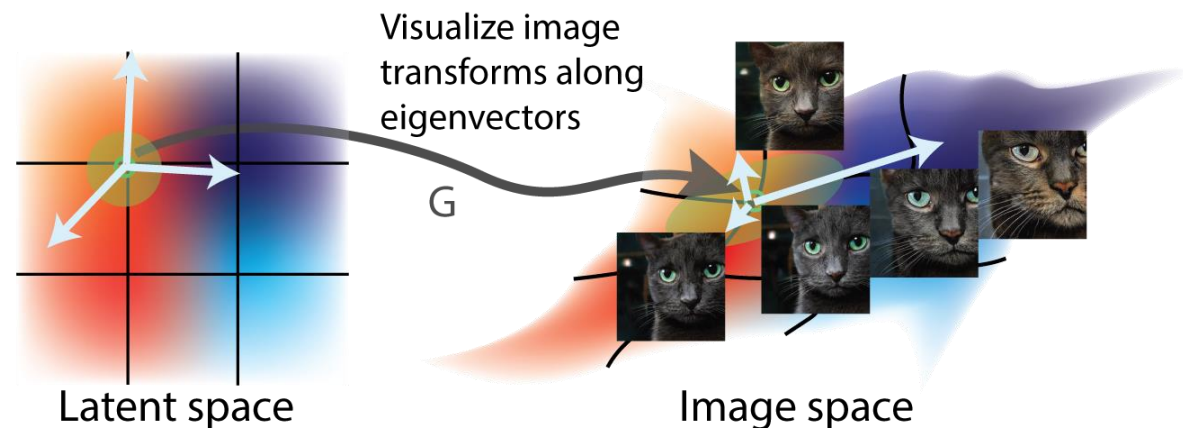 Visualize image
transforms along
eigenvectors
G
Latent space
Image space